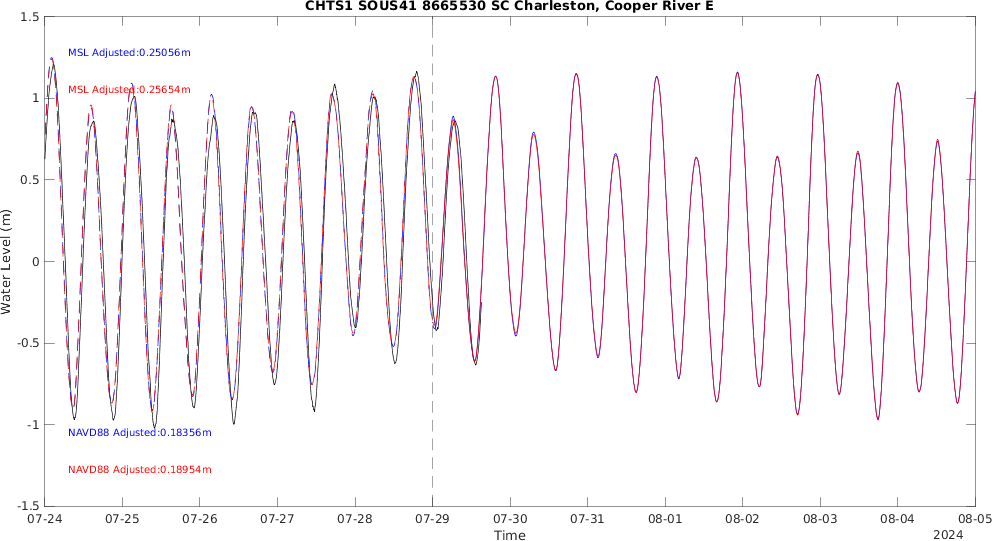 CHTS1 SOUS41 8665530 SC Charleston, Cooper River E
1.5
MSL Adjusted:0.25056m
MSL Adjusted:0.25654m
1
0.5
0
-0.5
-1
-1.5
Water Level (m)
NAVD88 Adjusted:0.18356m
NAVD88 Adjusted:0.18954m
07-24 07-25 07-26 07-27 07-28 07-29 07-30 07-31 08-01 08-02 08-03 08-04 08-05
Time
2024